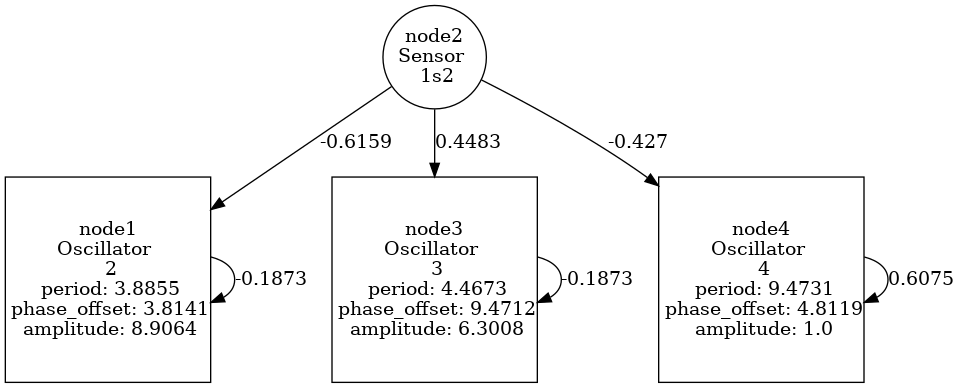 node2
Sensor
1s2
-0.6159
0.4483
-0.427
node1
Oscillator
2
period: 3.8855
phase_offset: 3.8141
amplitude: 8.9064
-0.1873
node3
Oscillator
3
period: 4.4673
phase_offset: 9.4712
amplitude: 6.3008
-0.1873
node4
Oscillator
4
period: 9.4731
phase_offset: 4.8119
amplitude: 1.0
0.6075